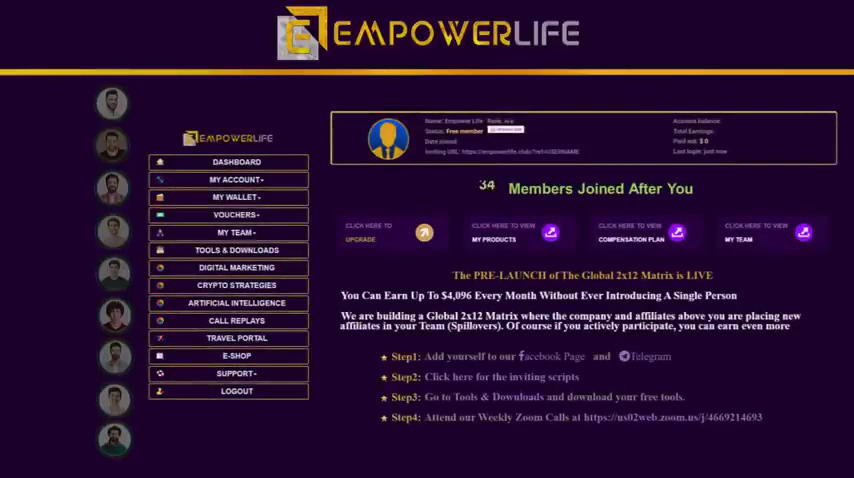 EMPOWERLIFE
EMPOWERLIFE
DASHBOARD
MY ACCOUNT
MY WALLET
VOUCHERS
MY TEAM
TOOLS & DOWNLOADS
DIGITAL MARKETING
CRYPTO STRATEGIES
ARTIFICIAL INTELLIGENCE
CALL REPLAYS
TRAVEL PORTAL
E-SHOP
SUPPORT
LOGOUT
Name: Empower Life Rank: n/a
Status: Free member
Date joined:
Inviting URL: https://empowerlife.club/?ref=USERNAME
Account balance:
Total Earnings:
Paid out: $ 0
Last login: just now
34 Members Joined After You
CLICK HERE TO
UPGRADE
CLICK HERE TO VIEW
MY PRODUCTS
CLICK HERE TO VIEW
COMPENSATION PLAN
CLICK HERE TO VIEW
MY TEAM
The PRE-LAUNCH of The Global 2x12 Matrix is LIVE
You Can Earn Up To $4,096 Every Month Without Ever Introducing A Single Person
We are building a Global 2x12 Matrix where the company and affiliates above you are placing new
affiliates in your Team (Spillovers). Of course if you actively participate, you can earn even more
Step1: Add yourself to our facebook Page and Telegram
Step2: Click here for the inviting scripts
Step3: Go to Tools & Downloads and download your free tools.
Step4: Attend our Weekly Zoom Calls at https://us02web.zoom.us/j/4669214693